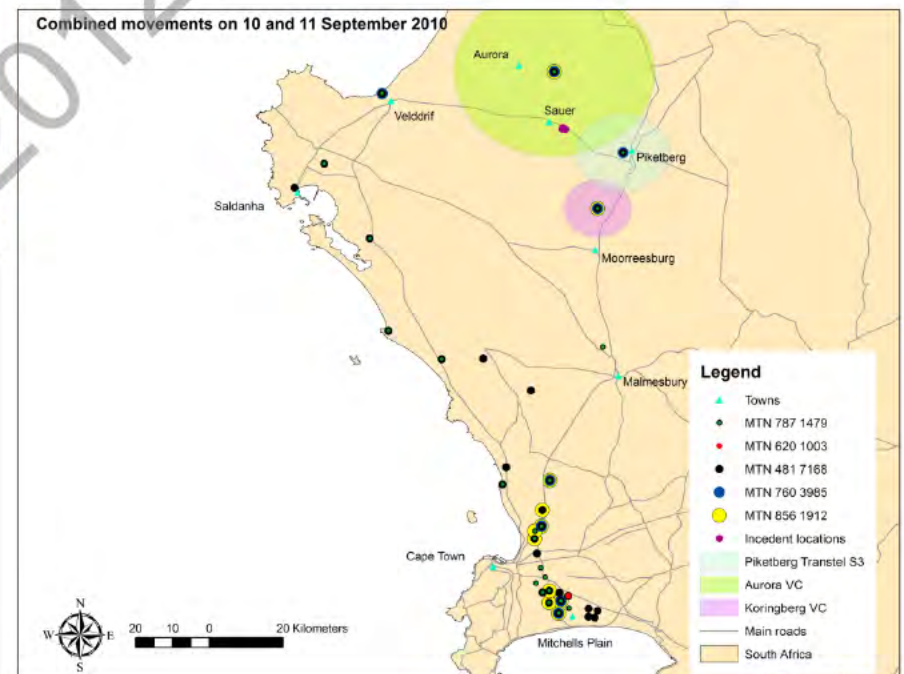 2012
Combined movements on 10 and 11 September 2010
Aurora
Sauer
Velddrif
Piketberg
Saldanha
Moorreesburg
Malmesbury
Cape Town
Mitchells Plain
N
W
E
S
20 10 0 20 Kilometers
Legend
Towns
MTN 787 1479
MTN 620 1003
MTN 481 7168
MTN 760 3985
MTN 856 1912
Incedent locations
Piketberg Transtel S3
Aurora VC
Koringberg VC
Main roads
South Africa